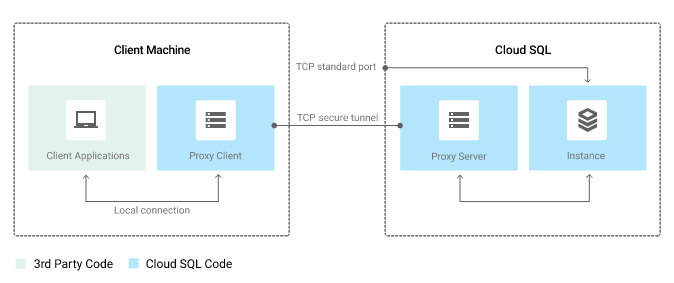 Client Machine
Cloud SQL
TCP standard port
TCP secure tunnel
Client Applications
Proxy Client
Proxy Server
Instance
Local connection
3rd Party Code
Cloud SQL Code